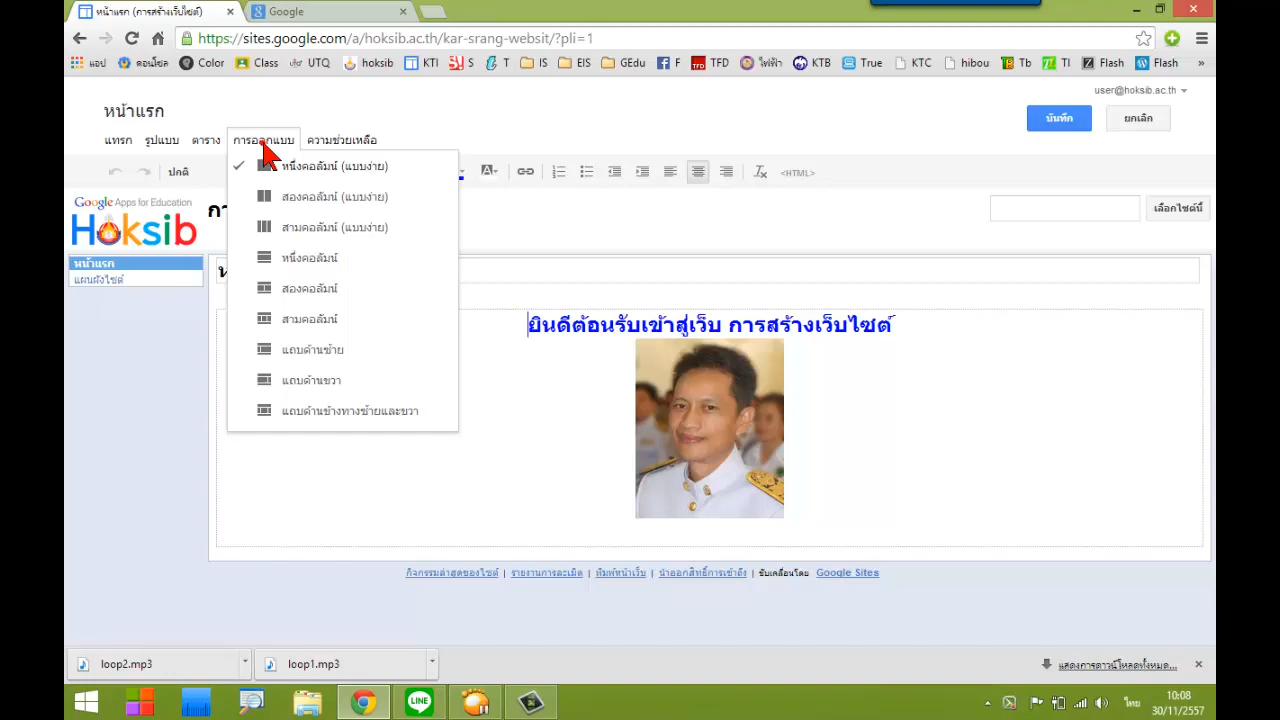 หน้าแรก (การสร้างเว็บไซต์)
Google
https://sites.google.com/a/hoksib.ac.th/kar-srang-websit/?pli=1
แอป
Color
Class
UTQ
hoksib
KTI
S
T
IS
EIS
GEdu
F
TFD
ไฟฟ้า
KTB
True
KTC
hibou
Tb
TI
Flash
Flash
»
user@hoksib.ac.th
หน้าแรก
บันทึก
ยกเลิก
แทรก
รูปแบบ
ตาราง
การออกแบบ
ความช่วยเหลือ
ปกติ
<HTML>
หนึ่งคอลัมน์ (แบบง่าย)
สองคอลัมน์ (แบบง่าย)
สามคอลัมน์ (แบบง่าย)
หนึ่งคอลัมน์
สองคอลัมน์
สามคอลัมน์
แถบด้านซ้าย
แถบด้านขวา
แถบด้านข้างทางซ้ายและขวา
Google Apps for Education
Hoksib
เลือกไซต์นี้
หน้าแรก
แผนผังไซต์
ยินดีต้อนรับเข้าสู่เว็บ การสร้างเว็บไซต์
กิจกรรมล่าสุดของไซต์ | รายงานการละเมิด | พิมพ์หน้าเว็บ | นำออกสิทธิ์การเข้าถึง | ขับเคลื่อนโดย Google Sites
loop2.mp3
loop1.mp3
แสดงการดาวน์โหลดทั้งหมด...
LINE
ไทย
10:08
30/11/2557